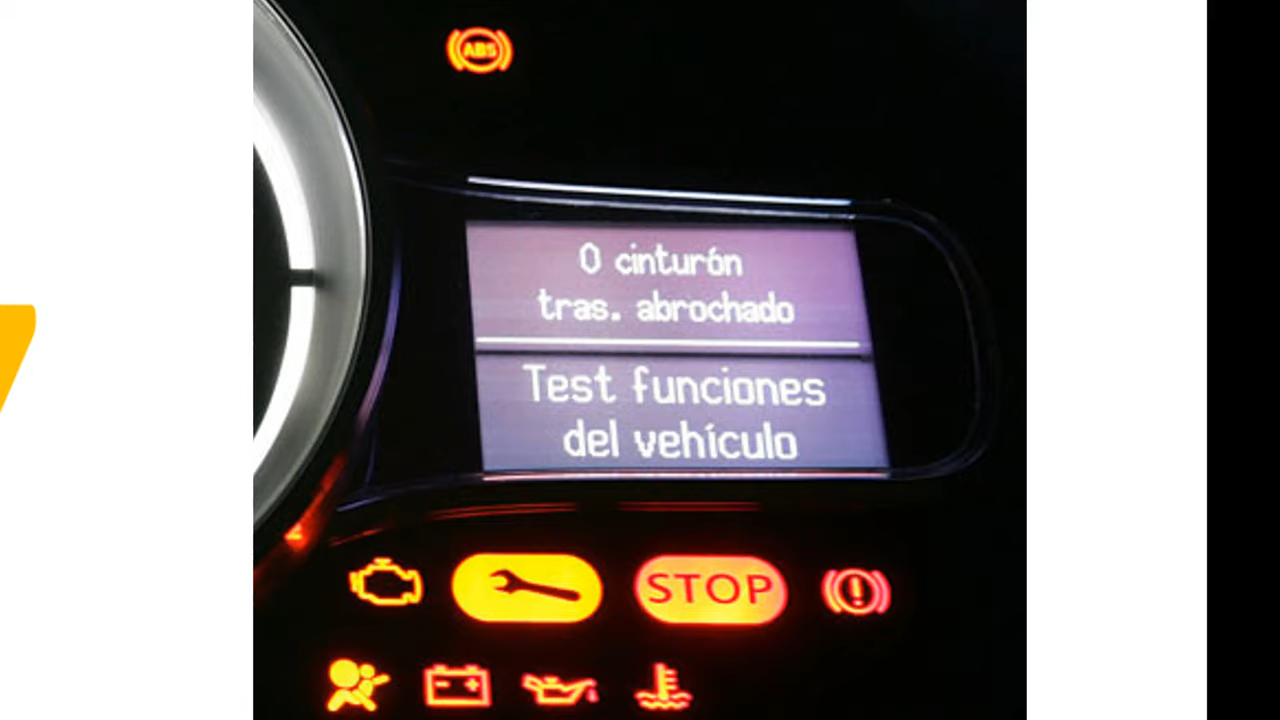 ABS
0 cinturón
tras. abrochado
Test funciones
del vehículo
STOP